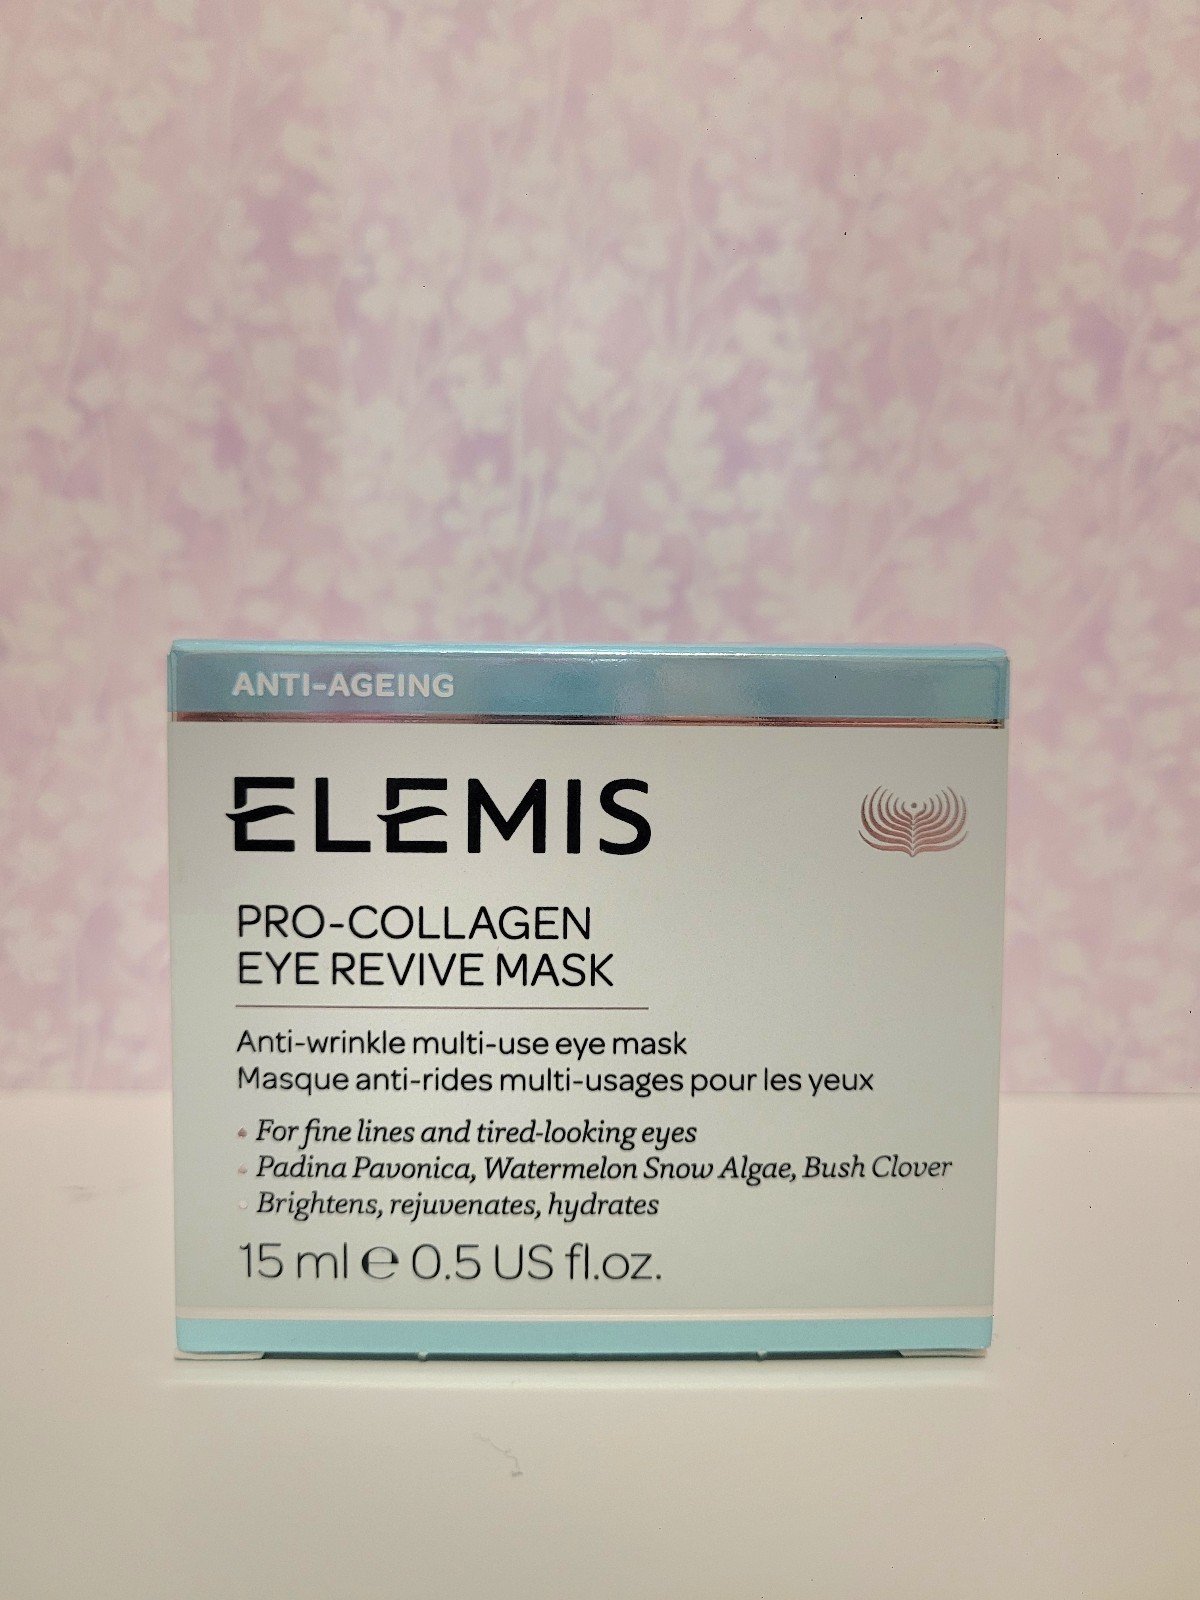 ANTI-AGEING
ELEMIS
PRO-COLLAGEN
EYE REVIVE MASK
Anti-wrinkle multi-use eye mask
Masque anti-rides multi-usages pour les yeux
• For fine lines and tired-looking eyes
• Padina Pavonica, Watermelon Snow Algae, Bush Clover
• Brightens, rejuvenates, hydrates
15 ml ℮ 0.5 US fl.oz.